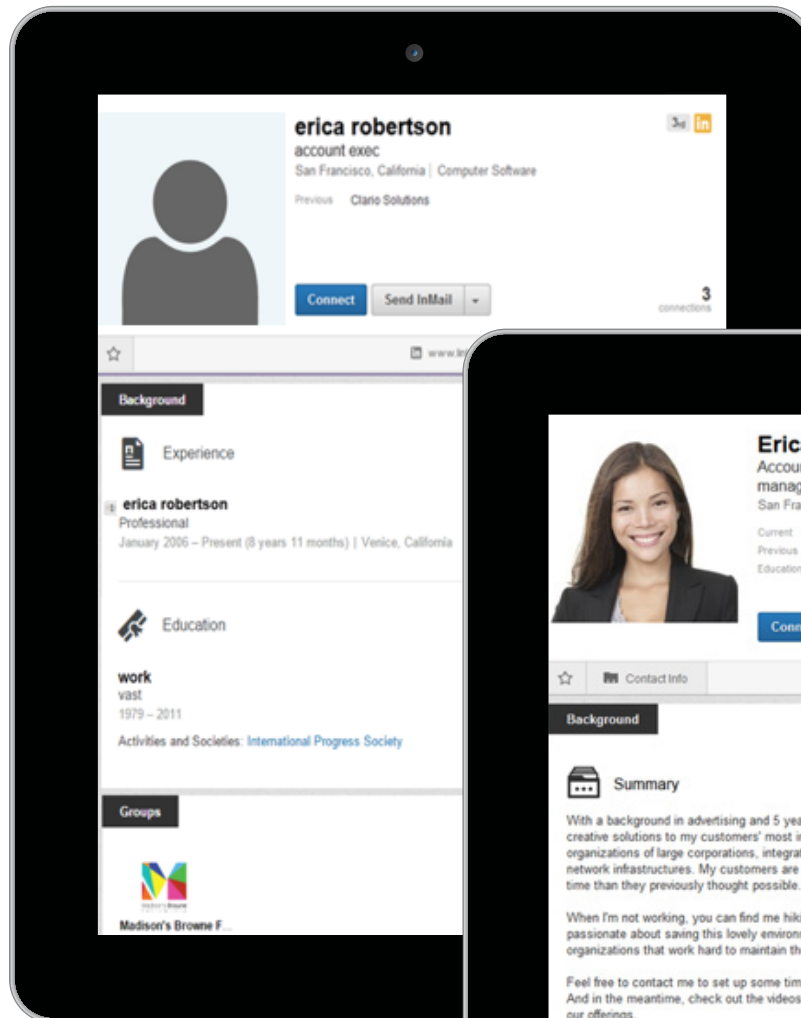 erica robertson
3rd in
account exec
San Francisco, California | Computer Software
Previous Clario Solutions
Connect Send InMail
3
connections
www.lin
Background
Experience
erica robertson
Professional
January 2006 – Present (8 years 11 months) | Venice, California
Education
work
vast
1979 – 2011
Activities and Societies: International Progress Society
Groups
Madison's Browne F...
Eric
Accou
manag
San Fra
Current
Previous
Education
Conn
Contact Info
Background
Summary
With a background in advertising and 5 yea
creative solutions to my customers' most i
organizations of large corporations, integrat
network infrastructures. My customers are
time than they previously thought possible.
When I'm not working, you can find me hiki
passionate about saving this lovely environ
organizations that work hard to maintain th
Feel free to contact me to set up some tim
And in the meantime, check out the videos
our offerings.